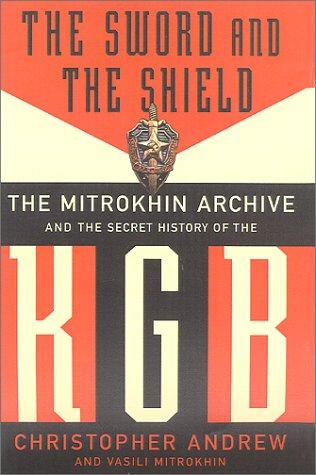 THE SWORD AND
THE SHIELD
THE MITROKHIN ARCHIVE
AND THE SECRET HISTORY OF THE
KGB
CHRISTOPHER ANDREW
AND VASILI MITROKHIN